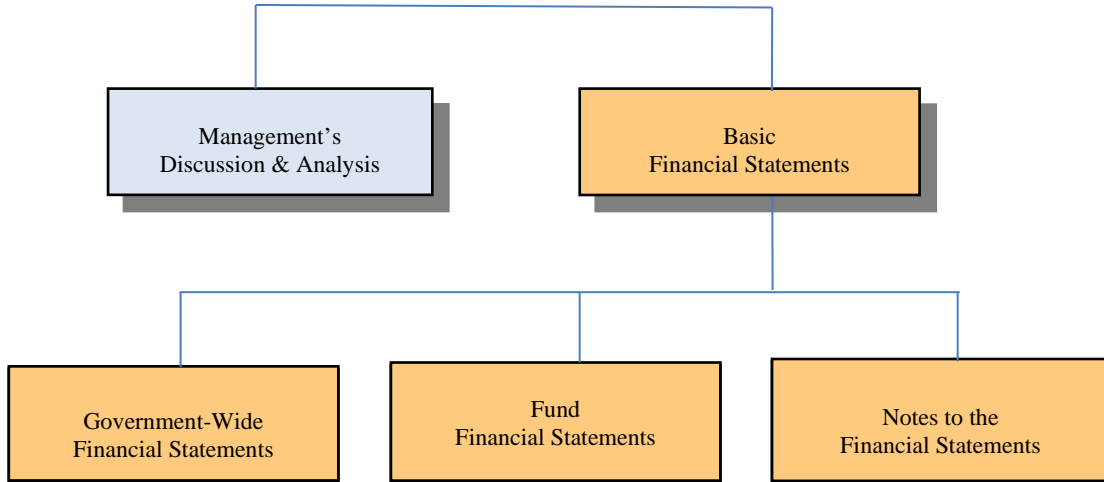 Management’s
Discussion & Analysis
Basic
Financial Statements
Government-Wide
Financial Statements
Fund
Financial Statements
Notes to the
Financial Statements